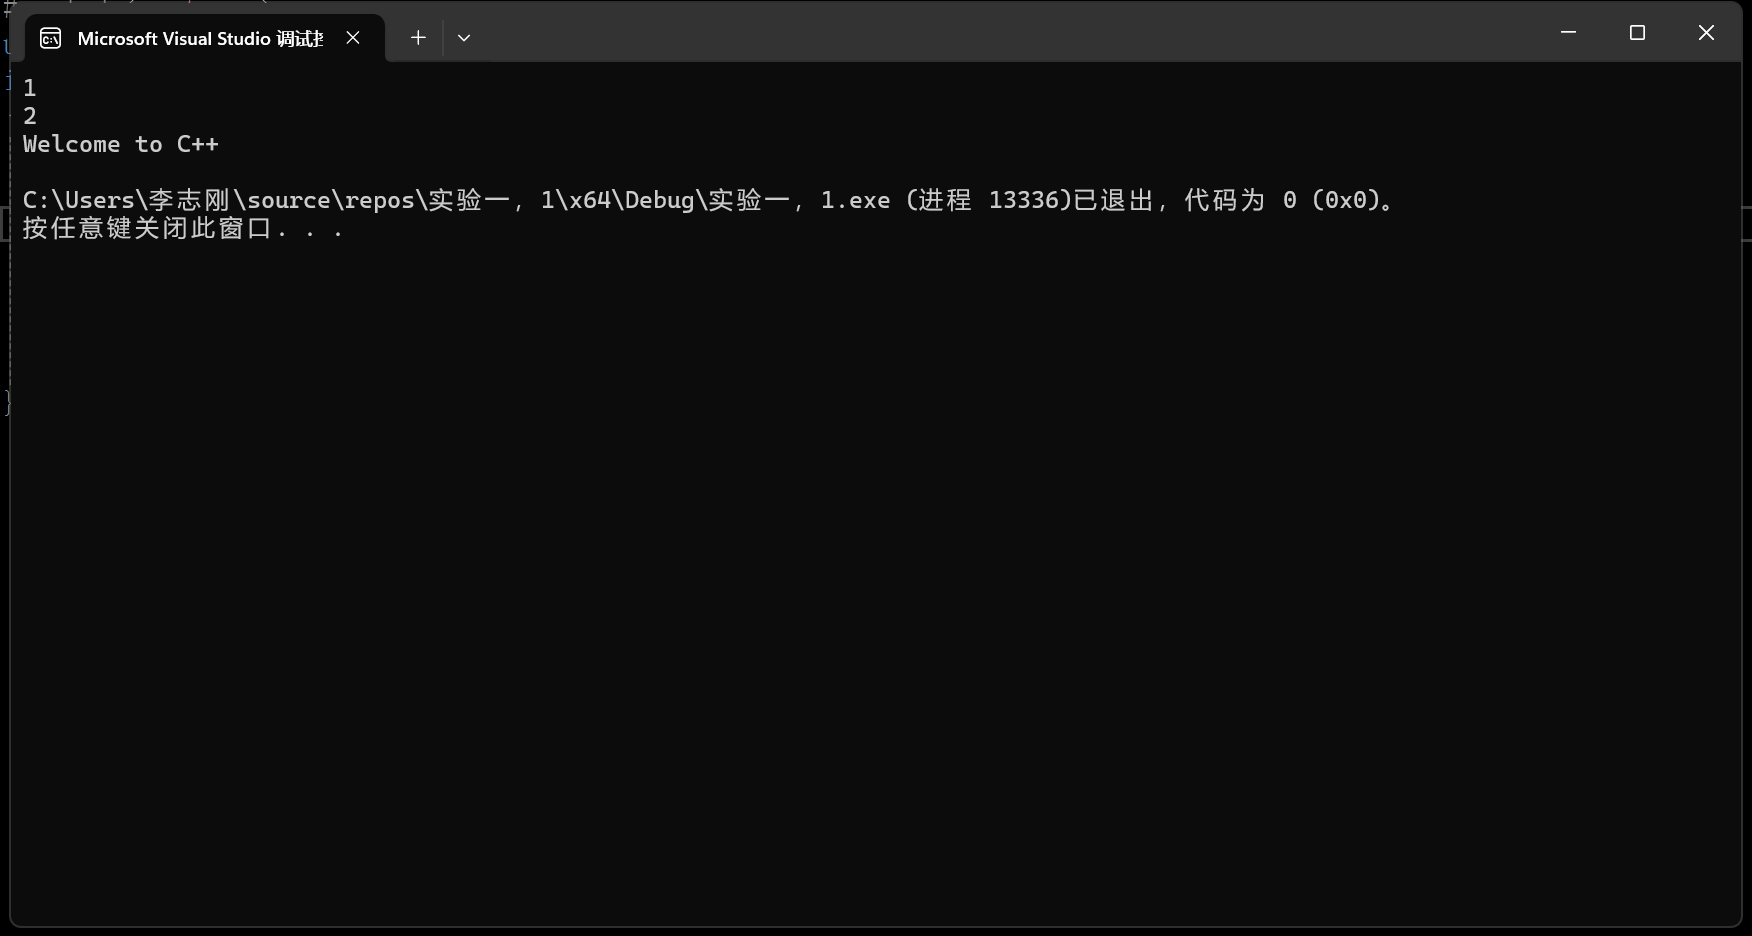 Microsoft Visual Studio 调试
1
2
Welcome to C++
C:\Users\李志刚\source\repos\实验一，1\x64\Debug\实验一，1.exe (进程 13336)已退出，代码为 0 (0x0)。
按任意键关闭此窗口. . .